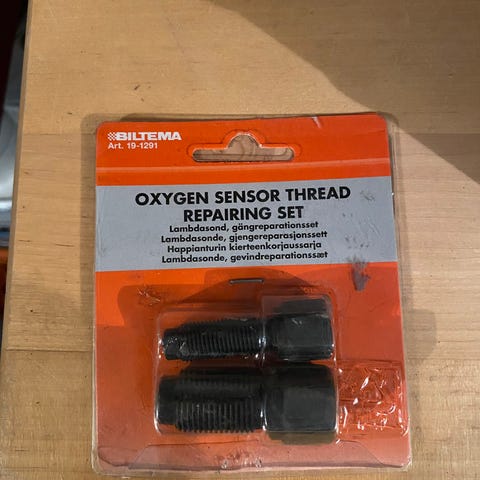 BILTEMA
Art. 19-1291
OXYGEN SENSOR THREAD
REPAIRING SET
Lambdasond, gängreparationsset
Lambdasonde, gjengereparasjonssett
Happianturin kierteenkorjaussarja
Lambdasonde, gevindreparationssæt